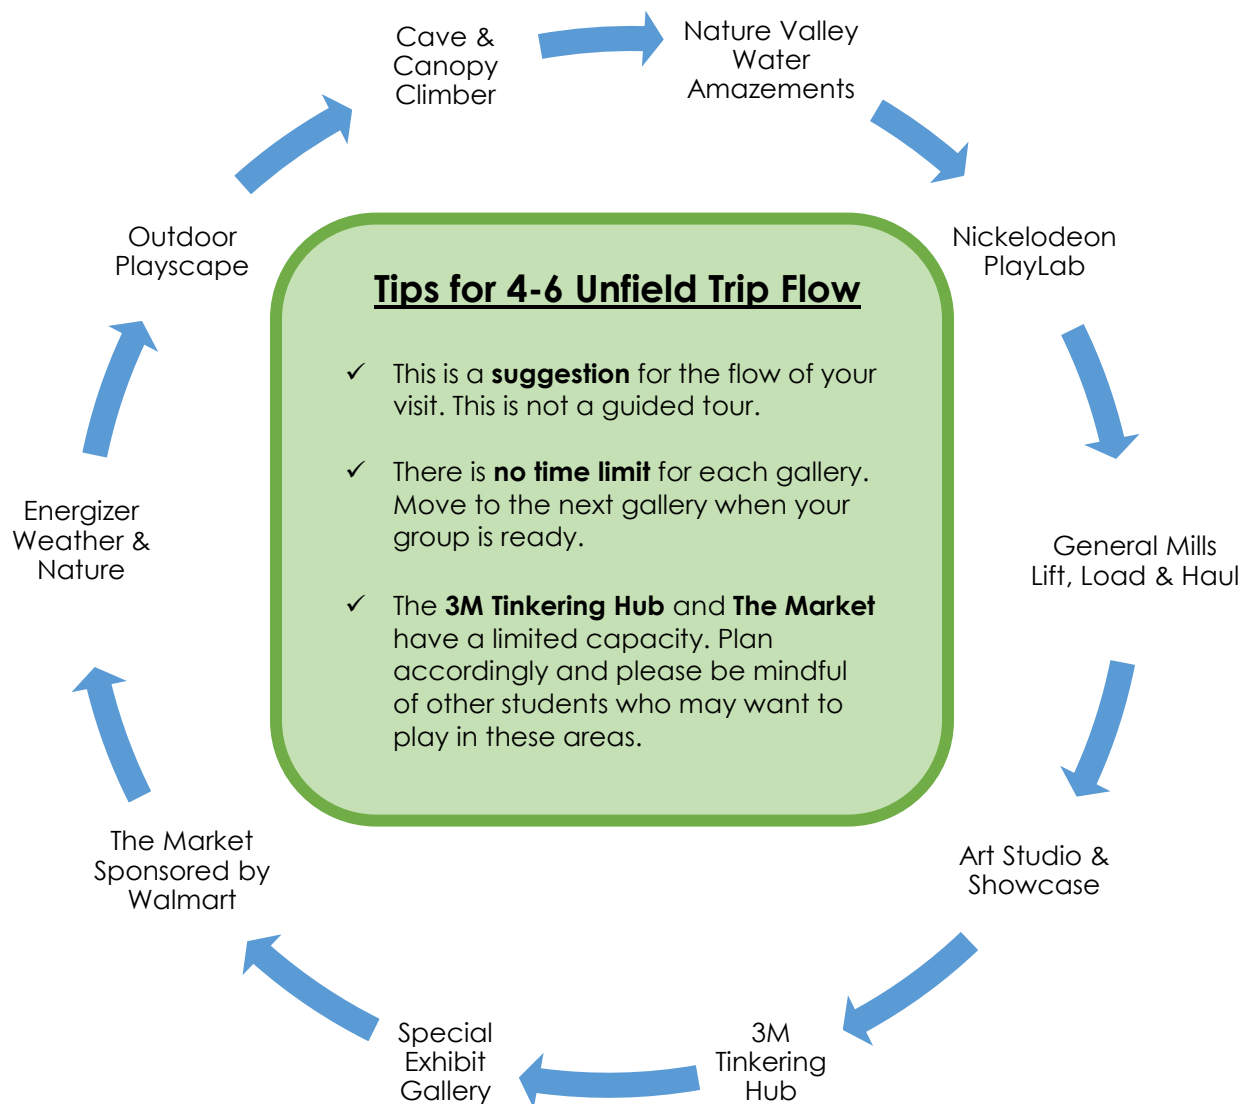 Cave &
Canopy
Climber
Nature Valley
Water
Amazements
Nickelodeon
PlayLab
General Mills
Lift, Load & Haul
Art Studio &
Showcase
3M
Tinkering
Hub
Special
Exhibit
Gallery
The Market
Sponsored by
Walmart
Energizer
Weather &
Nature
Outdoor
Playscape
Tips for 4-6 Unfield Trip Flow
✓ This is a suggestion for the flow of your
visit. This is not a guided tour.
✓ There is no time limit for each gallery.
Move to the next gallery when your
group is ready.
✓ The 3M Tinkering Hub and The Market
have a limited capacity. Plan
accordingly and please be mindful
of other students who may want to
play in these areas.